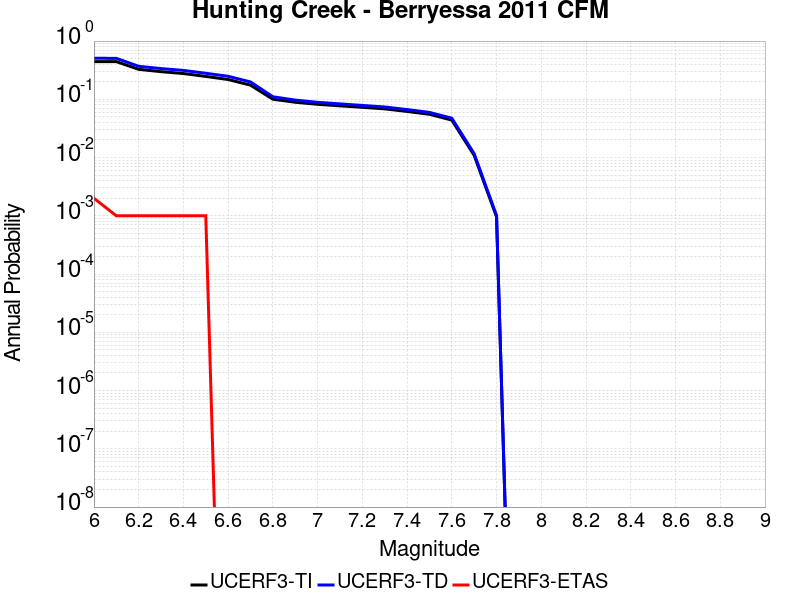 Hunting Creek - Berryessa 2011 CFM
10^0
10^-1
10^-2
10^-3
10^-4
10^-5
10^-6
10^-7
10^-8
Annual Probability
6 6.2 6.4 6.6 6.8 7 7.2 7.4 7.6 7.8 8 8.2 8.4 8.6 8.8 9
Magnitude
UCERF3-TI UCERF3-TD UCERF3-ETAS